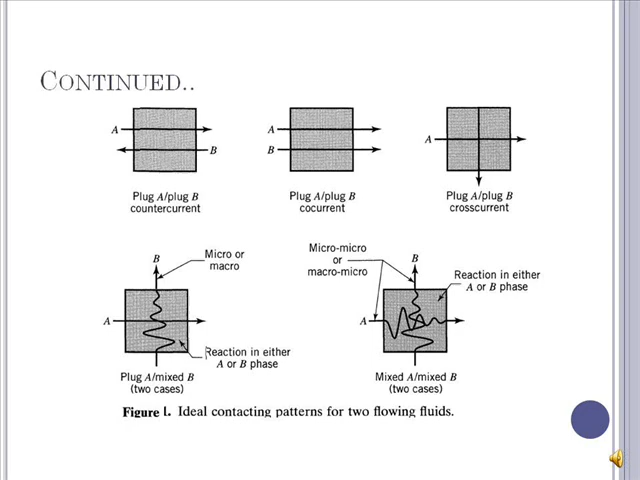 CONTINUED..
A
B
Plug A/plug B
countercurrent
A
B
Plug A/plug B
cocurrent
A
Plug A/plug B
crosscurrent
B
Micro or
macro
A
Reaction in either
A or B phase
Plug A/mixed B
(two cases)
Micro-micro
or
macro-micro
B
Reaction in either
A or B phase
A
Mixed A/mixed B
(two cases)
Figure 1. Ideal contacting patterns for two flowing fluids.